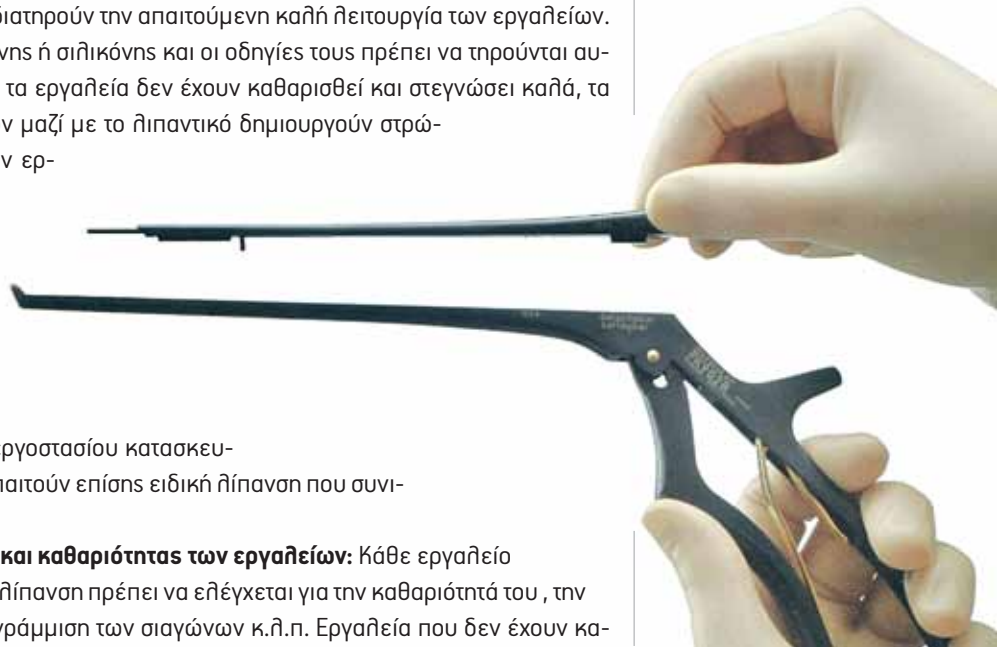 διατηρούν την απαιτούμενη καλή λειτουργία των εργαλείων.
νης ή σιλικόνης και οι οδηγίες τους πρέπει να τηρούνται αυ-
τα εργαλεία δεν έχουν καθαρισθεί και στεγνώσει καλά, τα
ν μαζί με το λιπαντικό δημιουργούν στρώ-
ν ερ-
εργοστασίου κατασκευ-
παιτούν επίσης ειδική λίπανση που συνι-
και καθαριότητας των εργαλείων: Κάθε εργαλείο
λίπανση πρέπει να ελέγχεται για την καθαριότητά του , την
γράμμιση των σιαγώνων κ.λ.π. Εργαλεία που δεν έχουν κα-